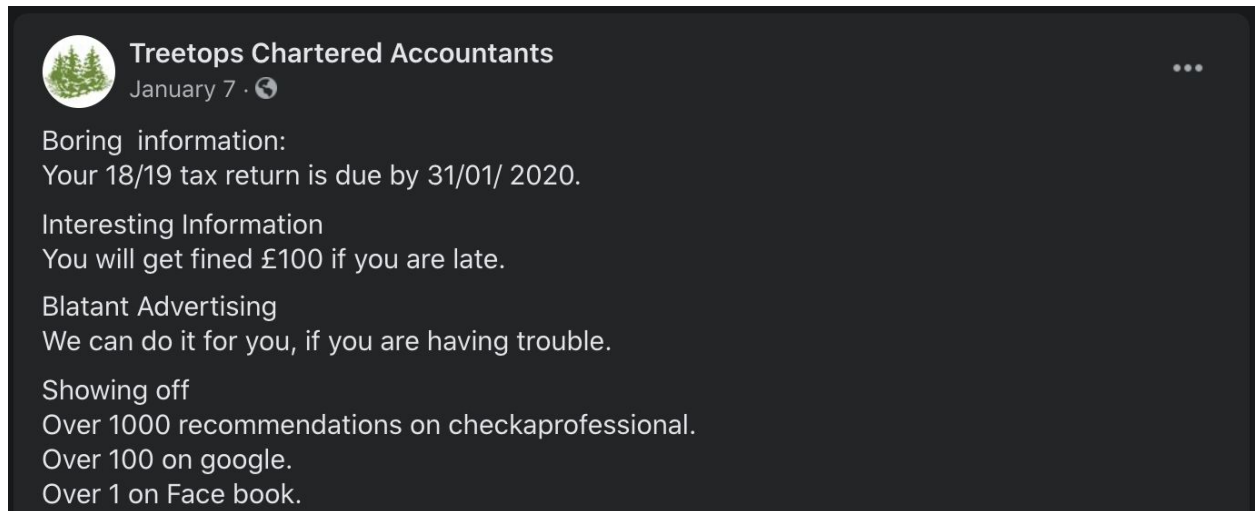 Treetops Chartered Accountants
January 7 ·
Boring information:
Your 18/19 tax return is due by 31/01/ 2020.
Interesting Information
You will get fined £100 if you are late.
Blatant Advertising
We can do it for you, if you are having trouble.
Showing off
Over 1000 recommendations on checkaprofessional.
Over 100 on google.
Over 1 on Face book.